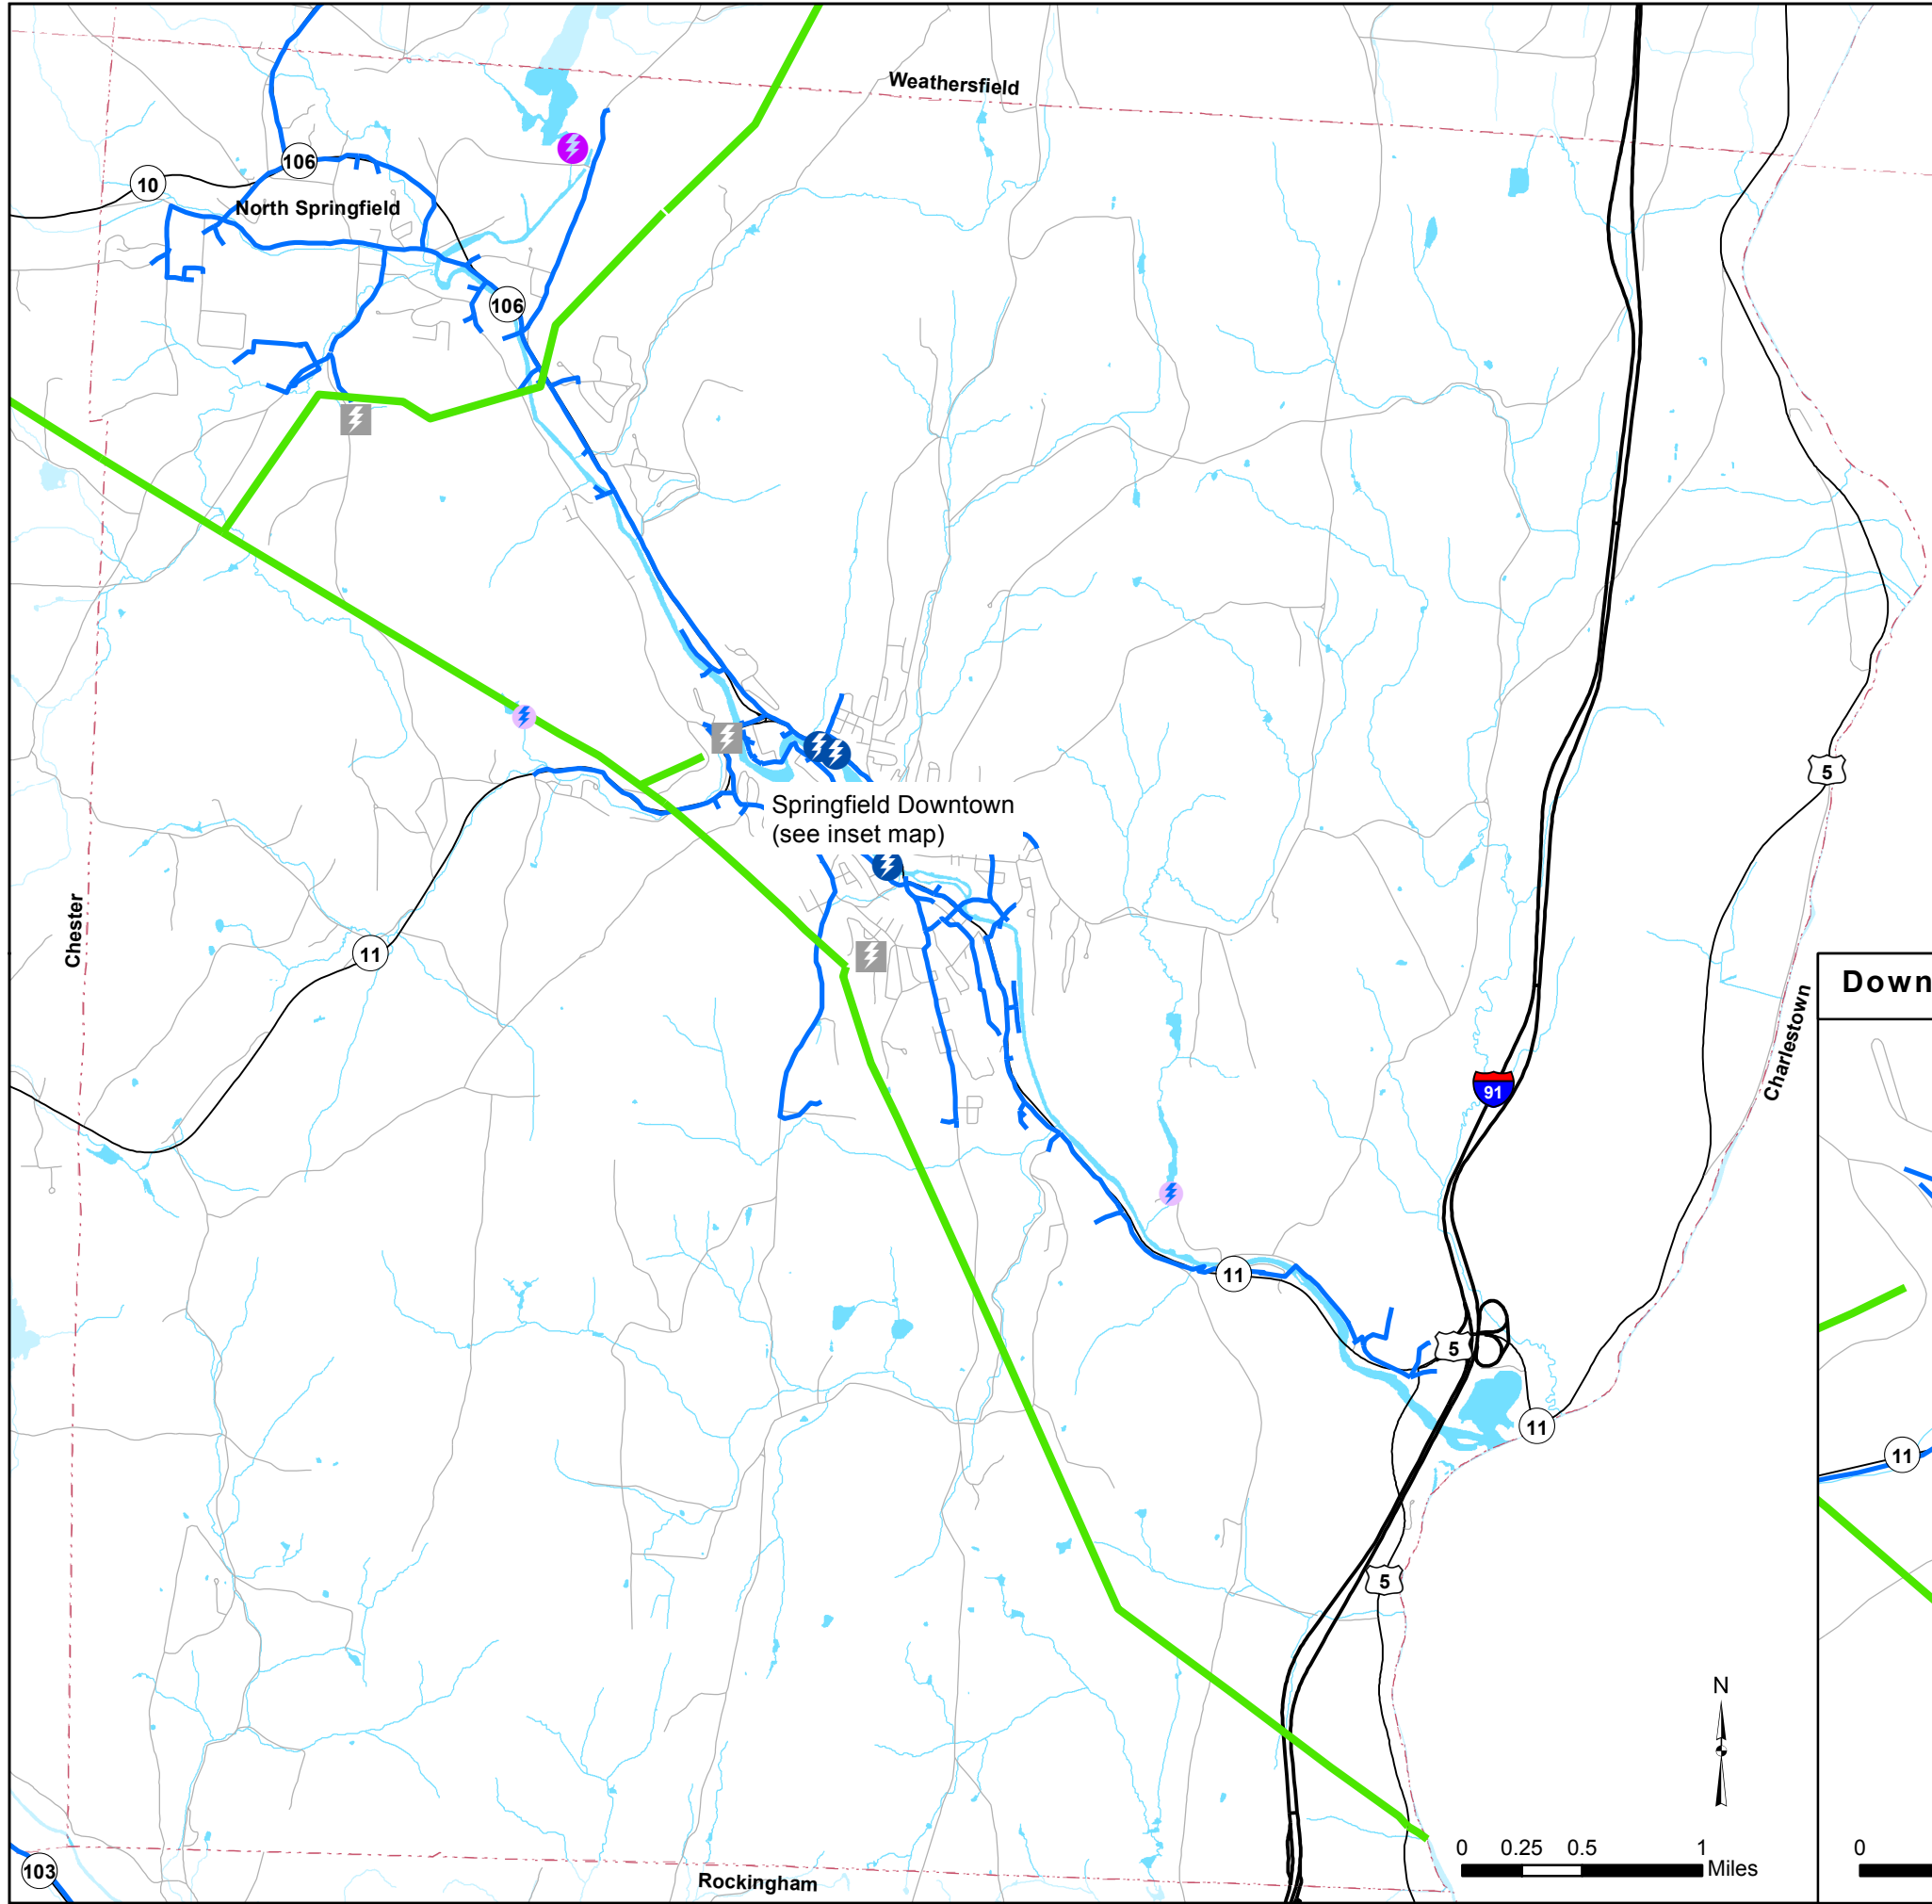 Weathersfield
106
10
North Springfield
106
5
Springfield Downtown
(see inset map)
Chester
11
Down
Charlestown
91
11
5
11
11
5
N
0 0.25 0.5 1
Miles
0
103
Rockingham